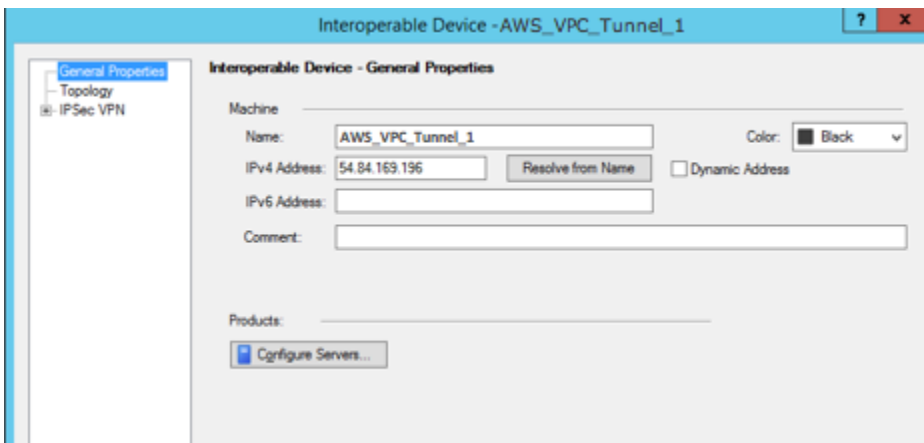 Interoperable Device -AWS_VPC_Tunnel_1
? x
General Properties
Topology
IPSec VPN
Interoperable Device - General Properties
Machine
Name: AWS_VPC_Tunnel_1 Color: Black
IPv4 Address: 54.84.169.196 Resolve from Name Dynamic Address
IPv6 Address:
Comment:
Products:
Configure Servers...